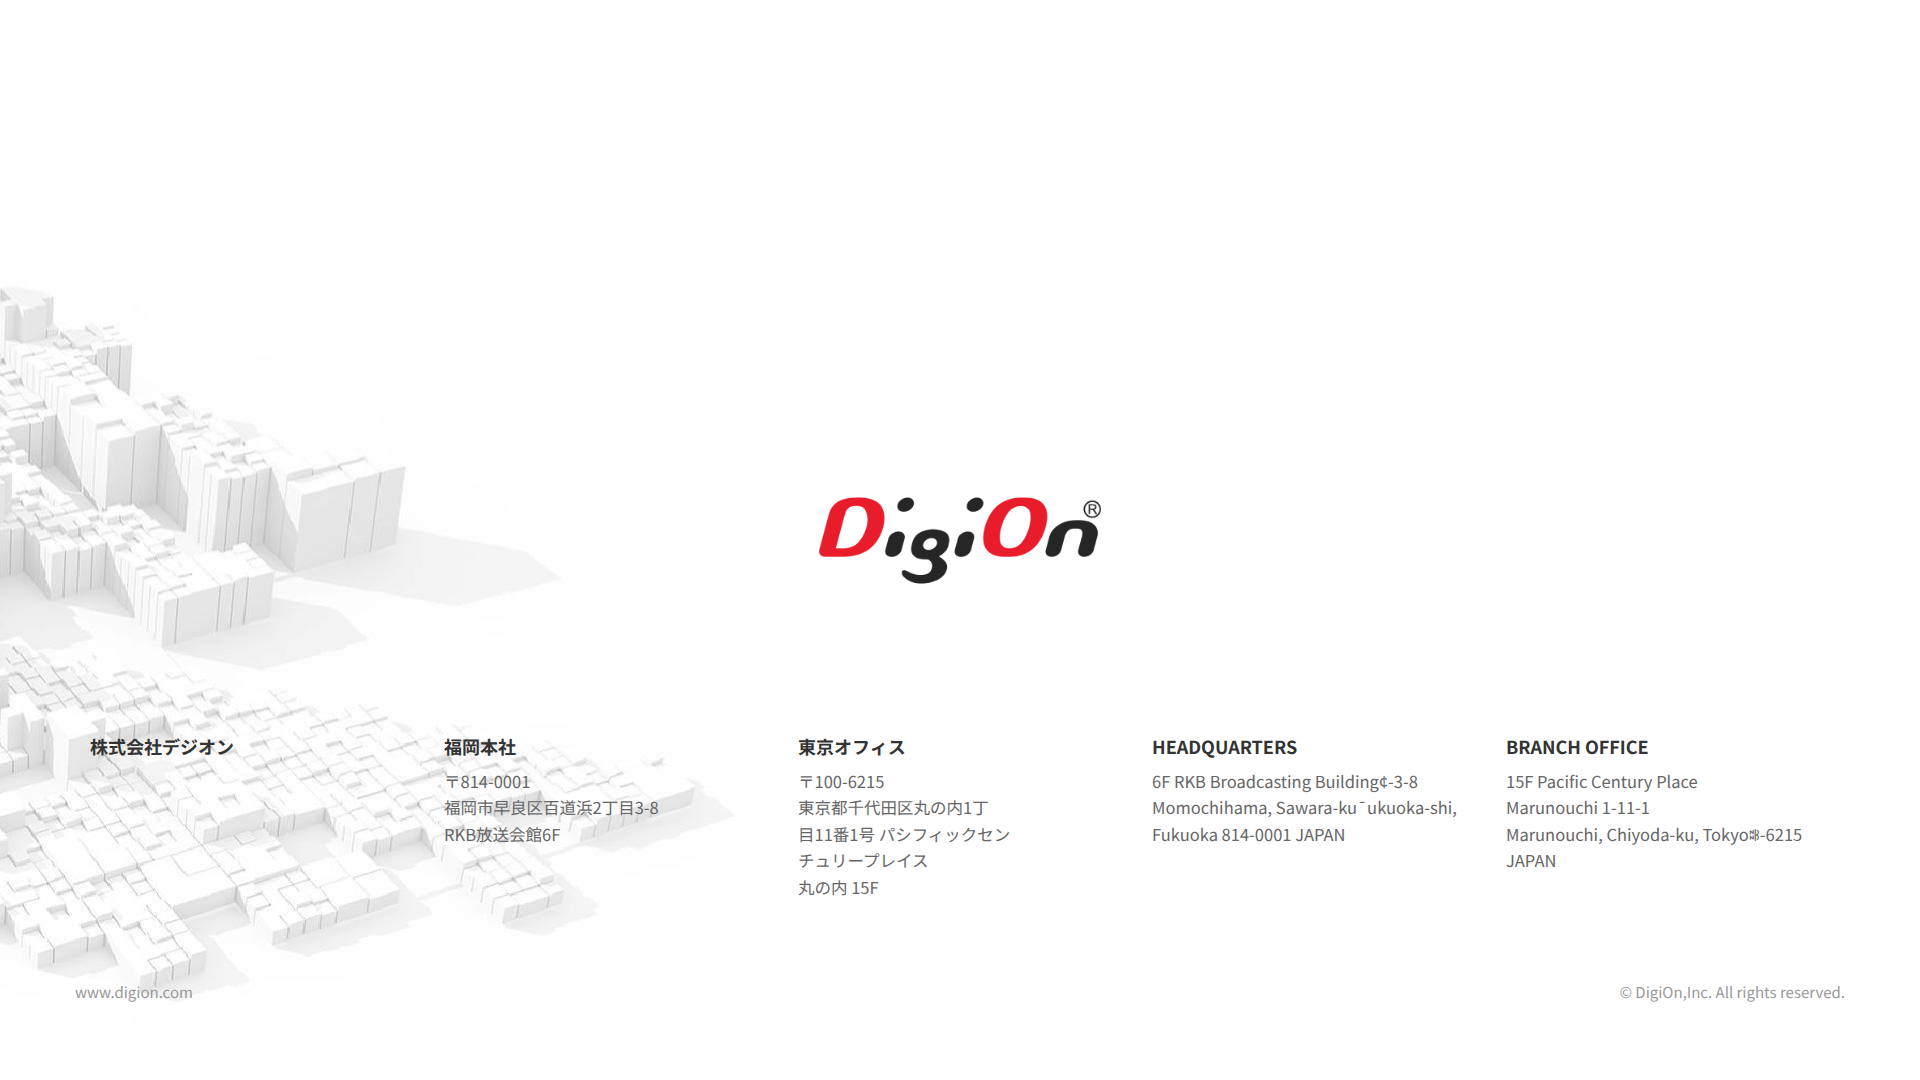 DigiOn®
株式会社デジオン
福岡本社
〒814-0001
福岡市早良区百道浜2丁目3-8
RKB放送会館6F
東京オフィス
〒100-6215
東京都千代田区丸の内1丁
目11番1号 パシフィックセン
チュリープレイス
丸の内 15F
HEADQUARTERS
6F RKB Broadcasting Building¢-3-8
Momochihama, Sawara-ku¯ukuoka-shi,
Fukuoka 814-0001 JAPAN
BRANCH OFFICE
15F Pacific Century Place
Marunouchi 1-11-1
Marunouchi, Chiyoda-ku, Tokyo-6215
JAPAN
www.digion.com
© DigiOn,Inc. All rights reserved.